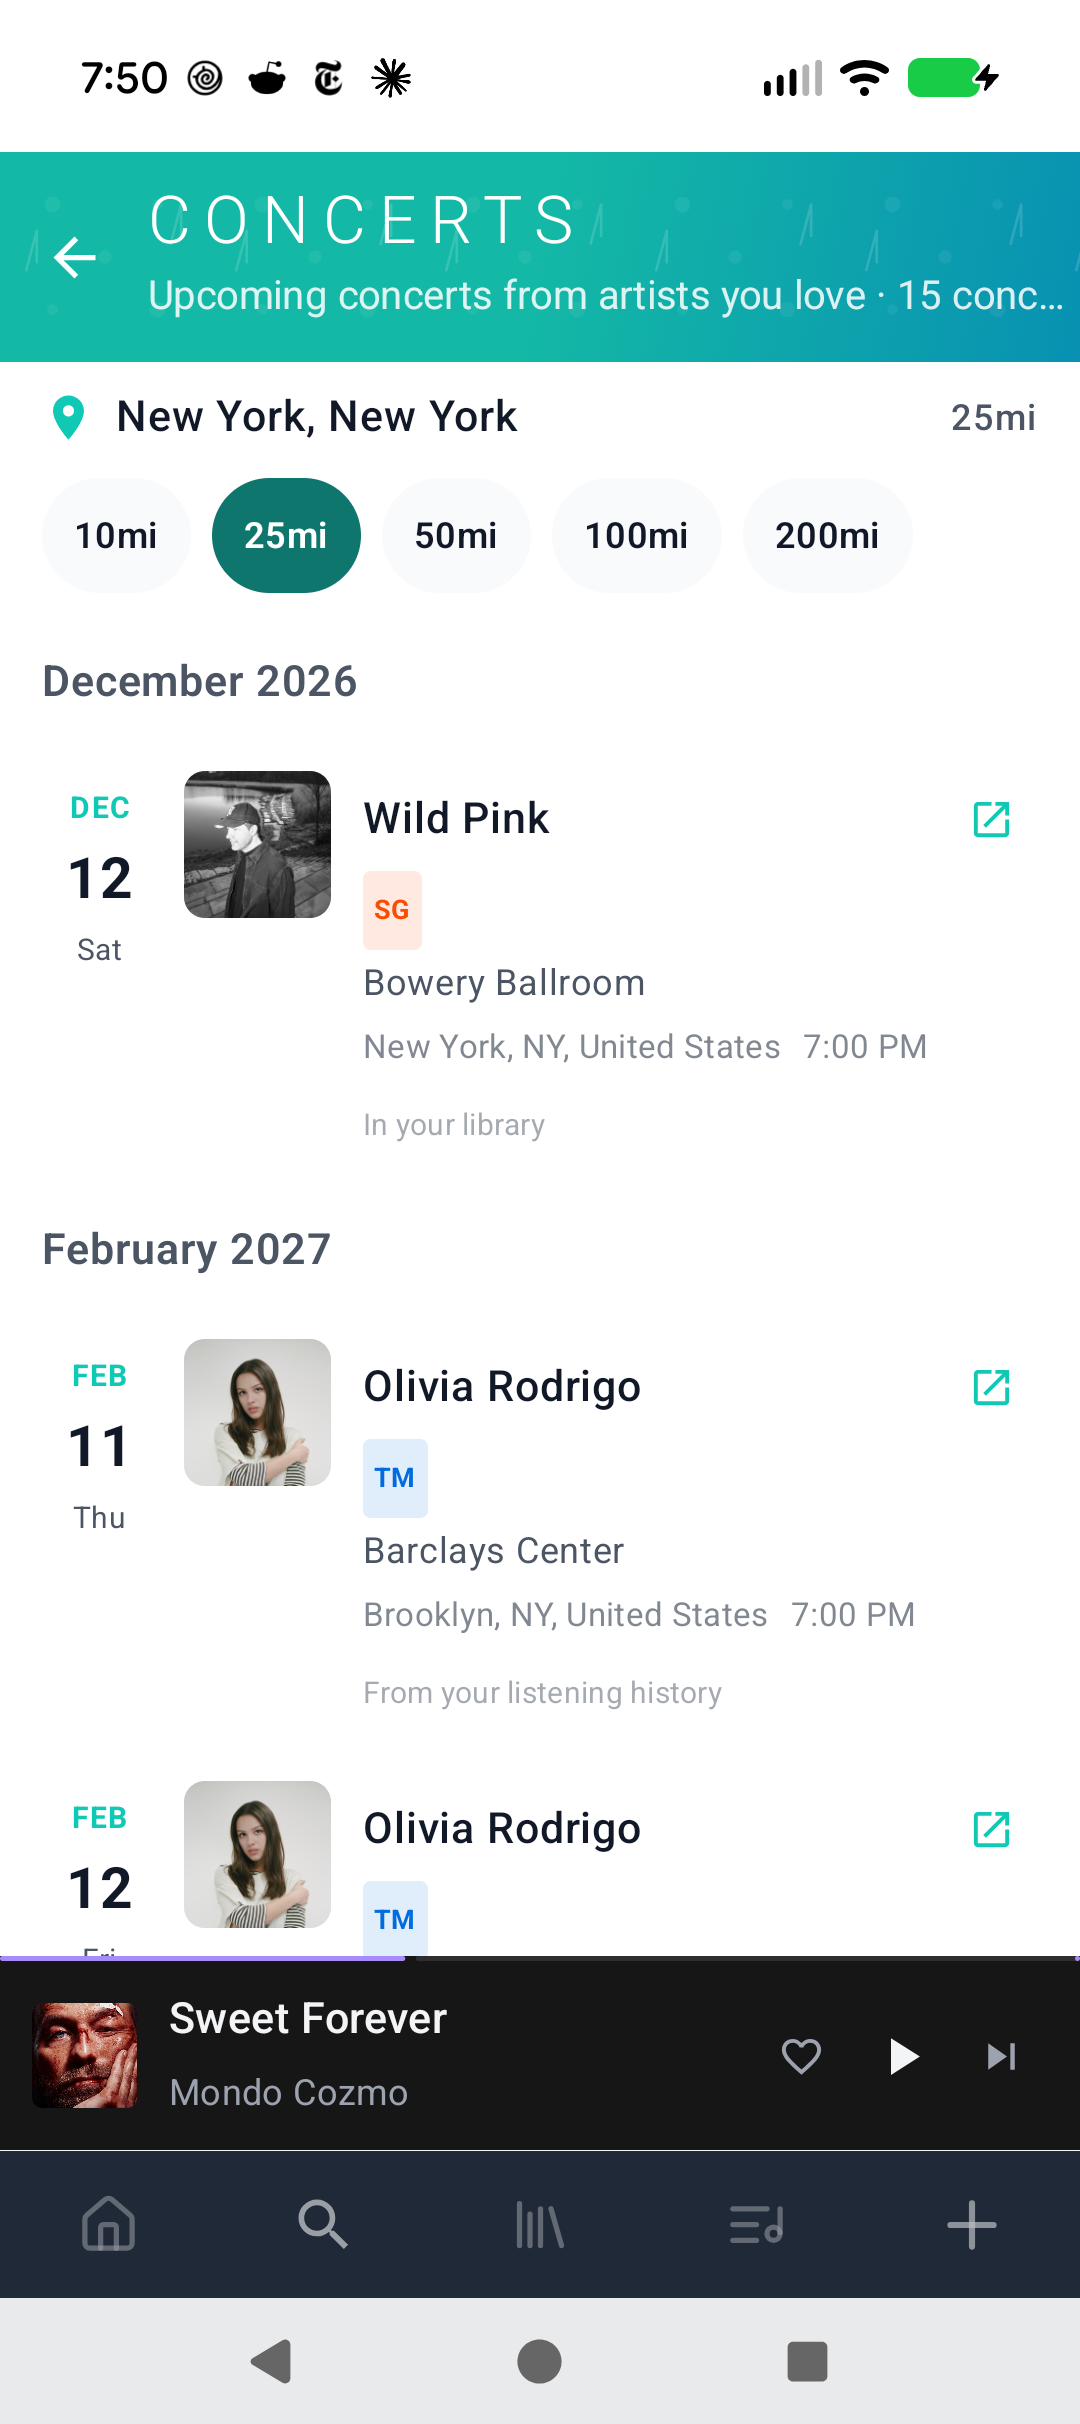 7:50
CONCERTS
Upcoming concerts from artists you love · 15 conc...
New York, New York 25mi
10mi 25mi 50mi 100mi 200mi
December 2026
DEC
12
Sat
Wild Pink
SG
Bowery Ballroom
New York, NY, United States 7:00 PM
In your library
February 2027
FEB
11
Thu
Olivia Rodrigo
TM
Barclays Center
Brooklyn, NY, United States 7:00 PM
From your listening history
FEB
12
Fri
Olivia Rodrigo
TM
Sweet Forever
Mondo Cozmo